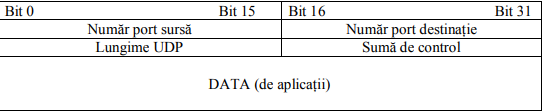 Bit 0 Bit 15 Bit 16 Bit 31
Număr port sursă Număr port destinație
Lungime UDP Sumă de control
DATA (de aplicații)